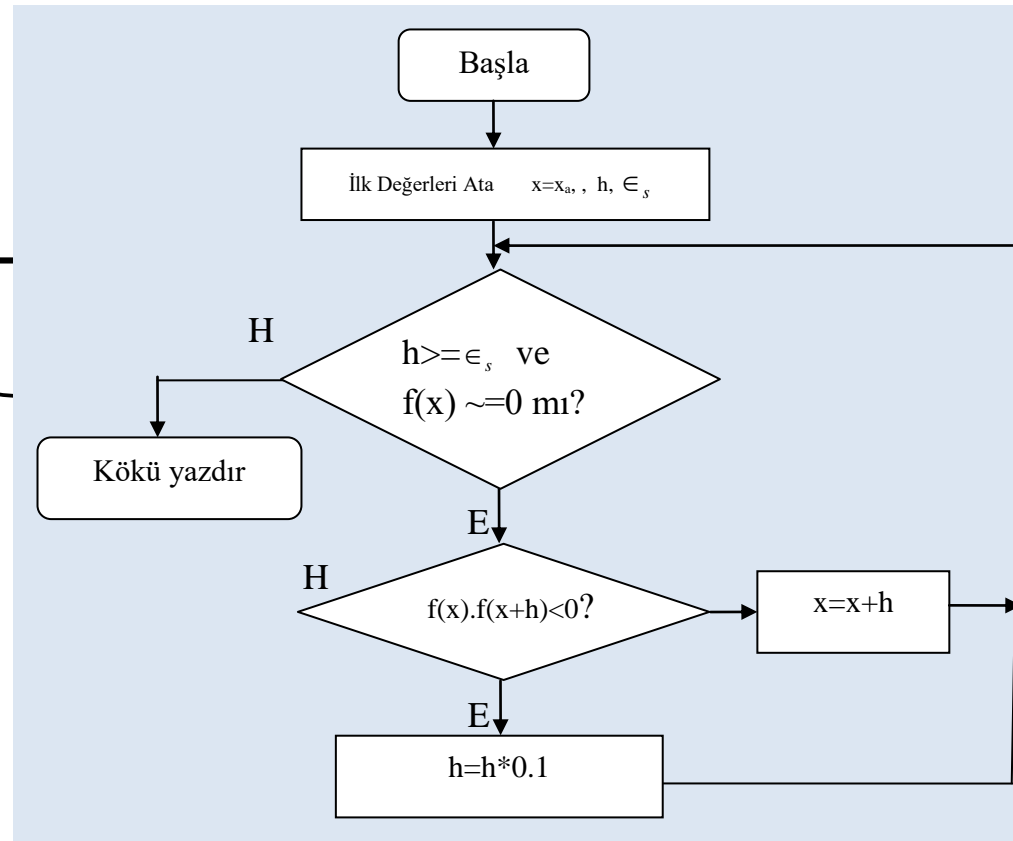 Başla
İlk Değerleri Ata x=xₐ, , h, ∈ₛ
H
h>=∈ₛ ve
f(x) ~=0 mı?
Kökü yazdır
E
H
f(x).f(x+h)<0?
x=x+h
E
h=h*0.1